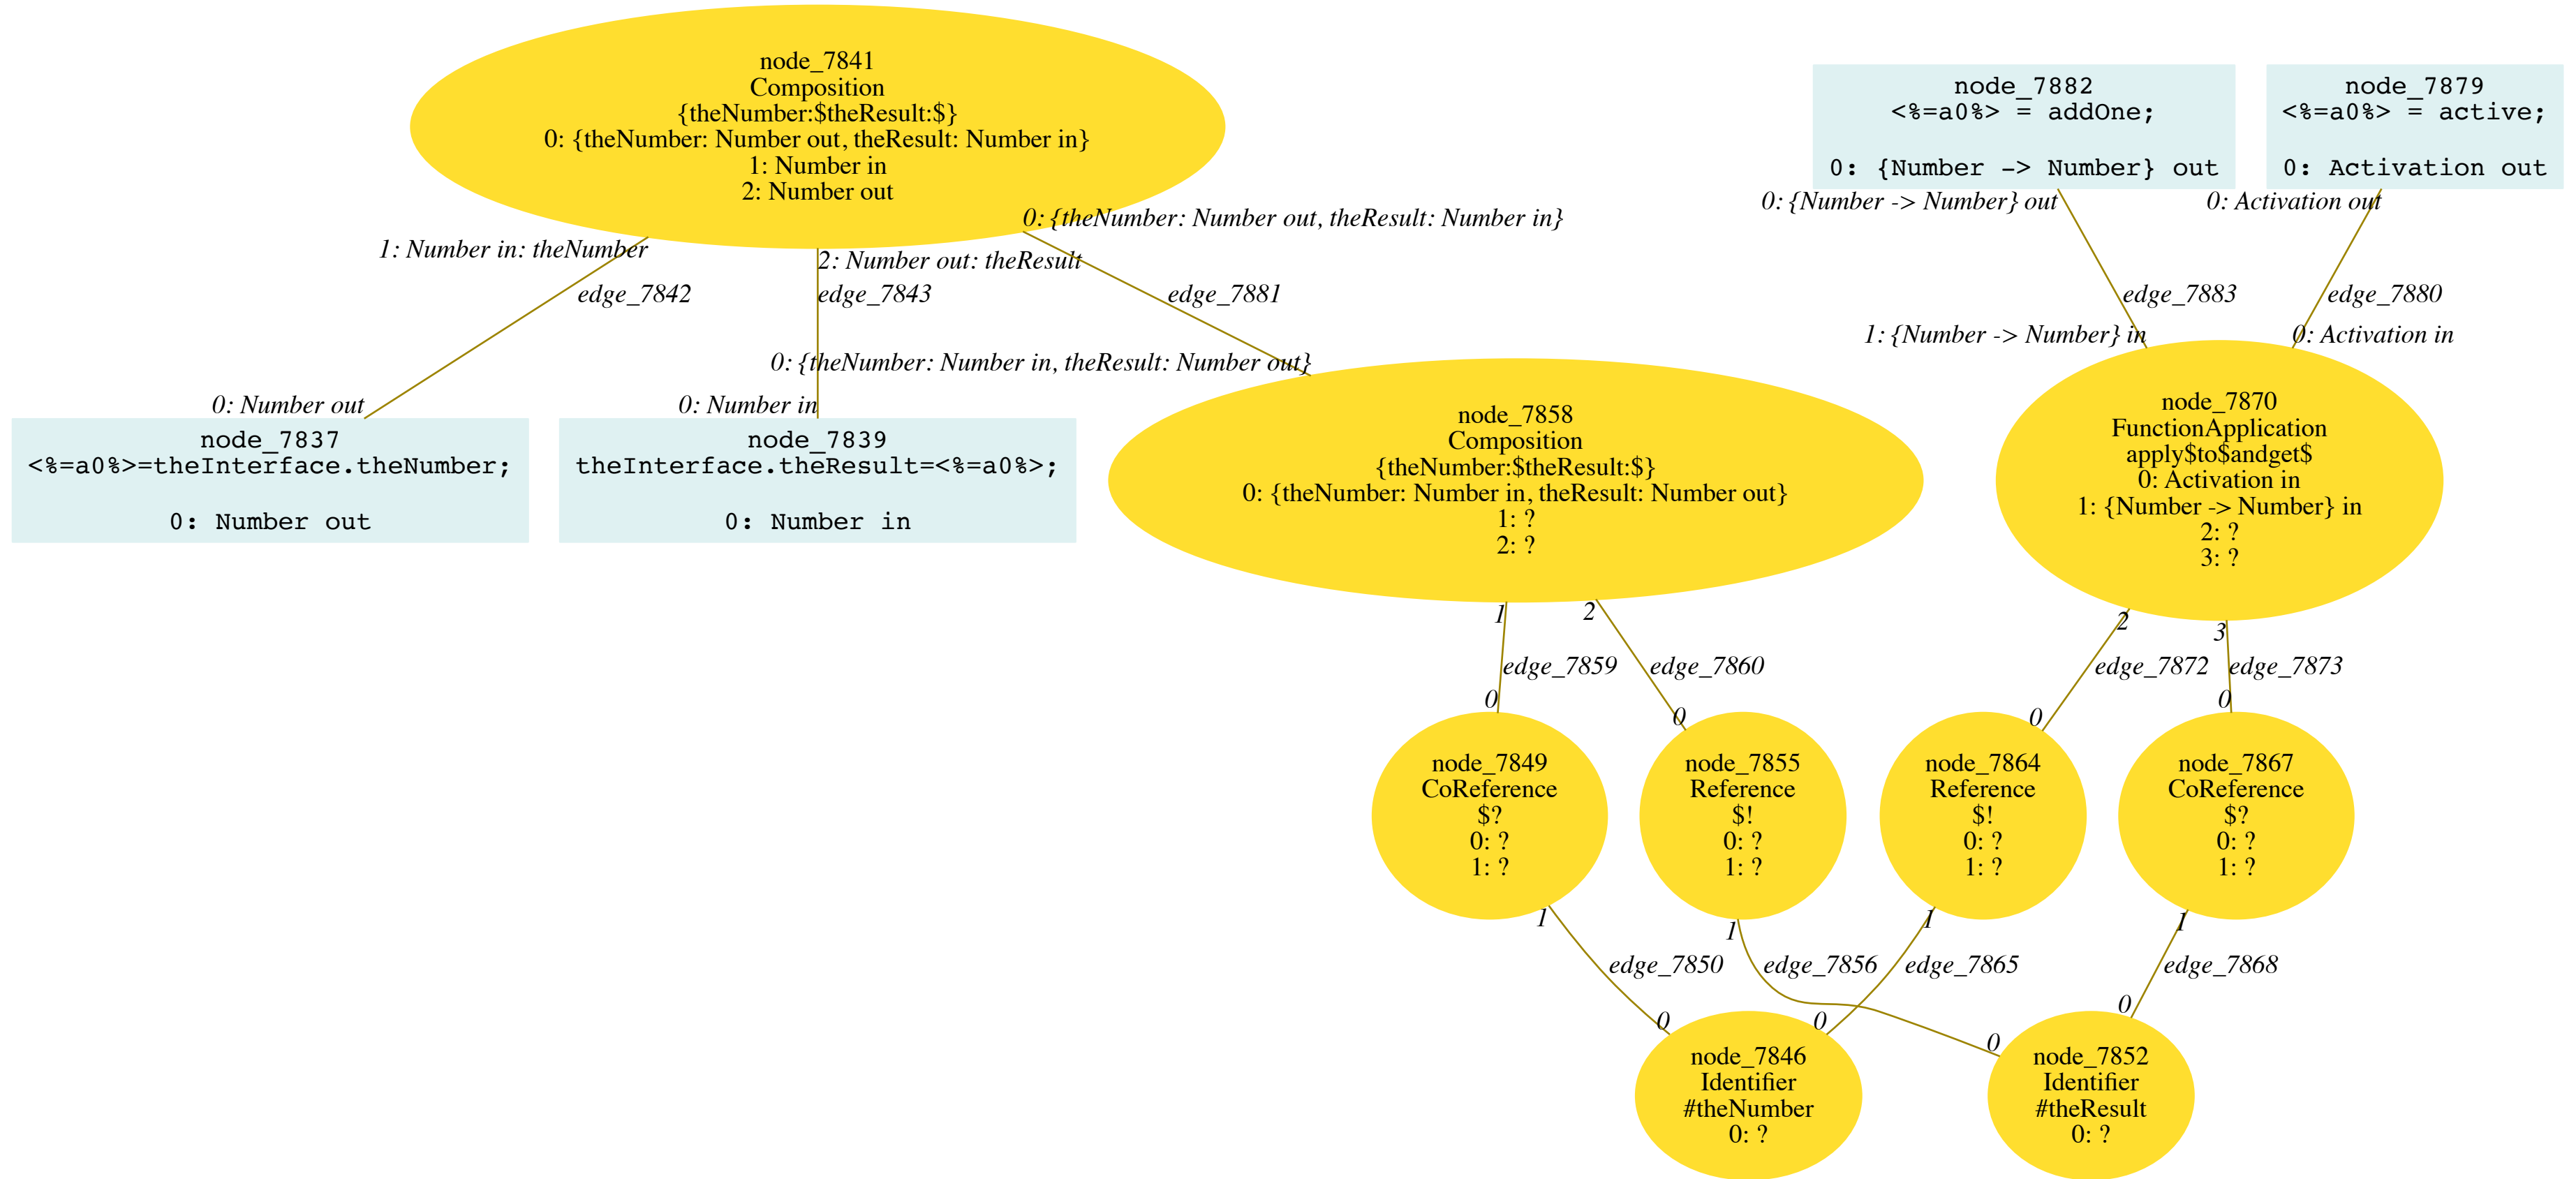 node_7841
Composition
{theNumber:$theResult:$}
0: {theNumber: Number out, theResult: Number in}
1: Number in
2: Number out
node_7882
<%=a0%> = addOne;
0: {Number -> Number} out
node_7879
<%=a0%> = active;
0: Activation out
0: {Number -> Number} out
0: Activation out
0: {theNumber: Number out, theResult: Number in}
1: Number in: theNumber
2: Number out: theResult
edge_7842
edge_7843
edge_7881
edge_7883
edge_7880
1: {Number -> Number} in
0: Activation in
0: {theNumber: Number in, theResult: Number out}
0: Number out
0: Number in
node_7837
<%=a0%>=theInterface.theNumber;
0: Number out
node_7839
theInterface.theResult=<%=a0%>;
0: Number in
node_7858
Composition
{theNumber:$theResult:$}
0: {theNumber: Number in, theResult: Number out}
1: ?
2: ?
node_7870
FunctionApplication
apply$to$andget$
0: Activation in
1: {Number -> Number} in
2: ?
3: ?
1
2
2
3
edge_7859
edge_7860
edge_7872
edge_7873
0
0
0
0
node_7849
CoReference
$?
0: ?
1: ?
node_7855
Reference
$!
0: ?
1: ?
node_7864
Reference
$!
0: ?
1: ?
node_7867
CoReference
$?
0: ?
1: ?
1
1
1
1
edge_7850
edge_7856
edge_7865
edge_7868
0
0
0
0
node_7846
Identifier
#theNumber
0: ?
node_7852
Identifier
#theResult
0: ?